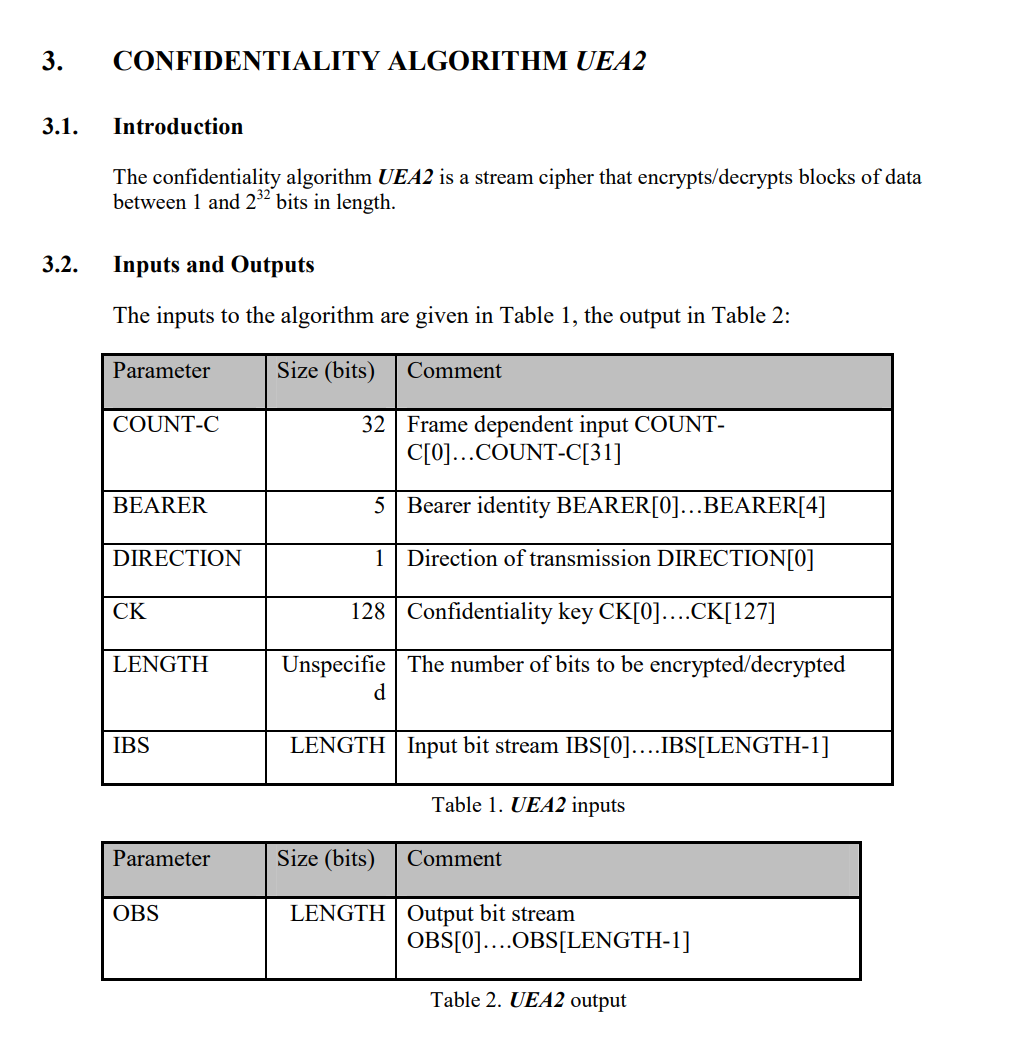 3. CONFIDENTIALITY ALGORITHM UEA2
3.1. Introduction
The confidentiality algorithm UEA2 is a stream cipher that encrypts/decrypts blocks of data
between 1 and 2³² bits in length.
3.2. Inputs and Outputs
The inputs to the algorithm are given in Table 1, the output in Table 2:
Parameter Size (bits) Comment
COUNT-C 32 Frame dependent input COUNT-
C[0]…COUNT-C[31]
BEARER 5 Bearer identity BEARER[0]…BEARER[4]
DIRECTION 1 Direction of transmission DIRECTION[0]
CK 128 Confidentiality key CK[0]….CK[127]
LENGTH Unspecifie The number of bits to be encrypted/decrypted
d
IBS LENGTH Input bit stream IBS[0]….IBS[LENGTH-1]
Table 1. UEA2 inputs
Parameter Size (bits) Comment
OBS LENGTH Output bit stream
OBS[0]….OBS[LENGTH-1]
Table 2. UEA2 output